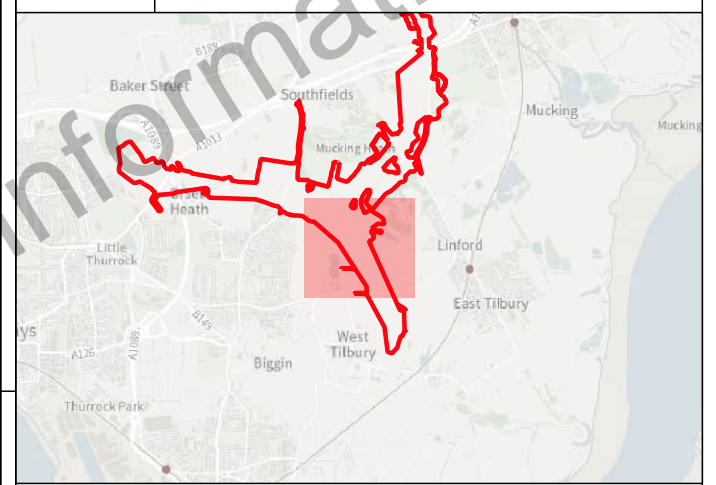 B188
Baker Street
Southfields
A1089
A1013
Mucking
Mucking
Mucking Heath
Orsett
Heath
Little
Thurrock
Linford
East Tilbury
B149
A1089
West
Tilbury
A126
Biggin
Thurrock Park
ys
informati